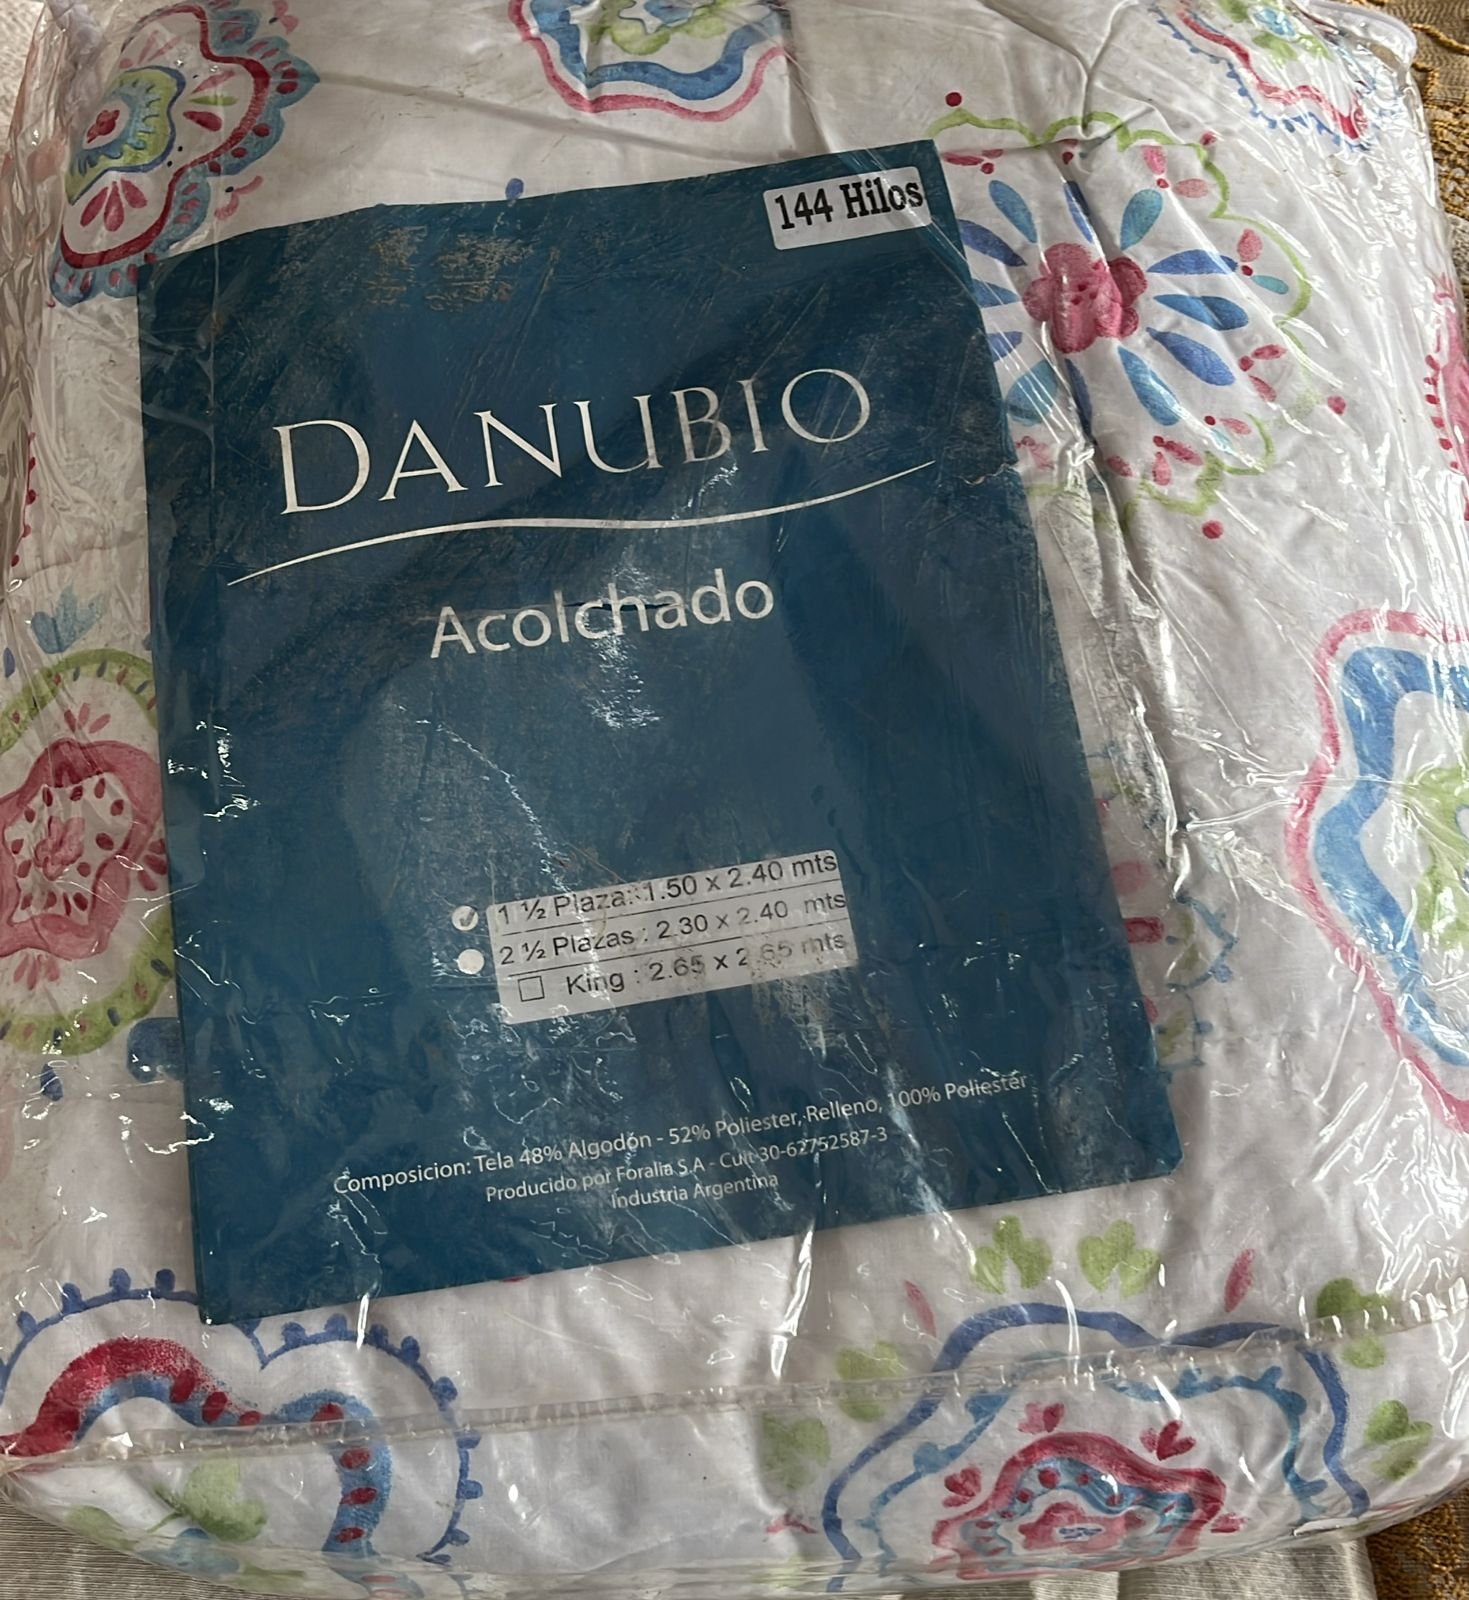 144 Hilos
DANUBIO
Acolchado
1 ½ Plaza: 1.50 x 2.40 mts
2 ½ Plazas : 2.30 x 2.40 mts
King : 2.65 x 2.65 mts
Composicion: Tela 48% Algodón - 52% Poliester, Relleno, 100% Poliester
Producido por Foralia S.A - Cuit 30-62752587-3
Industria Argentina